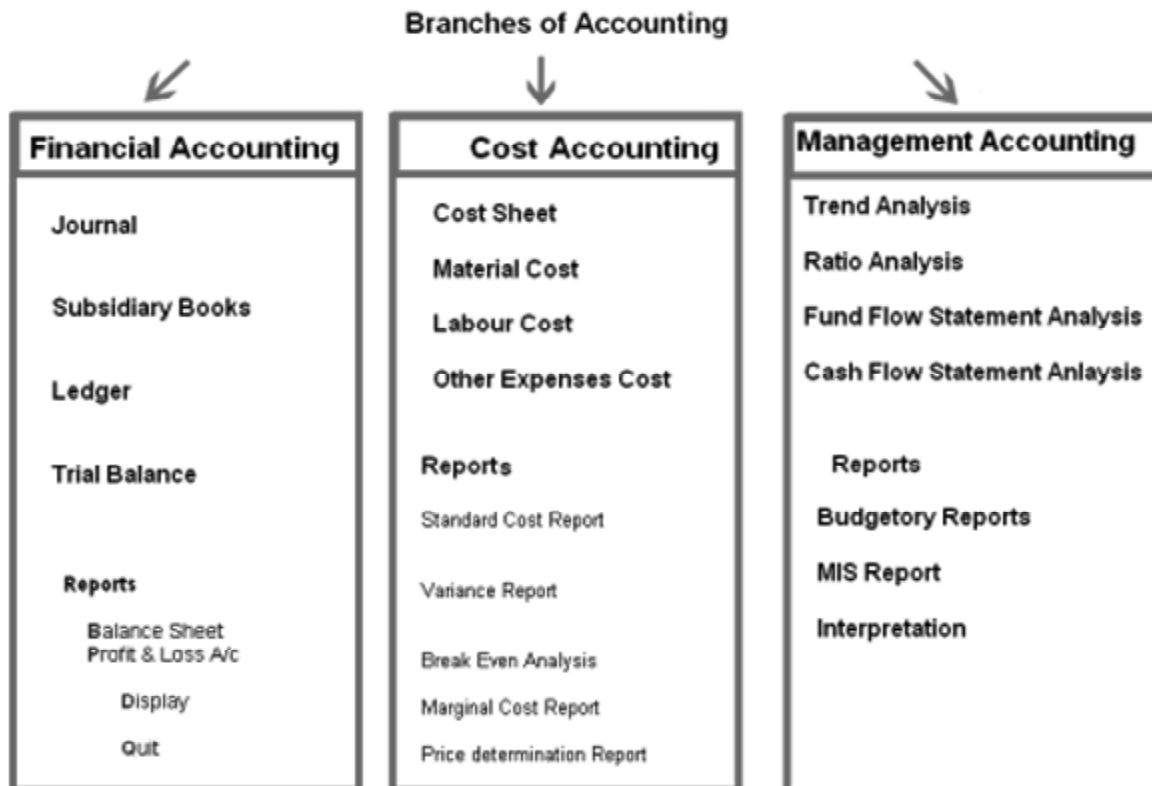 Branches of Accounting
Financial Accounting
Journal
Subsidiary Books
Ledger
Trial Balance
Reports
Balance Sheet
Profit & Loss A/c
Display
Quit
Cost Accounting
Cost Sheet
Material Cost
Labour Cost
Other Expenses Cost
Reports
Standard Cost Report
Variance Report
Break Even Analysis
Marginal Cost Report
Price determination Report
Management Accounting
Trend Analysis
Ratio Analysis
Fund Flow Statement Analysis
Cash Flow Statement Anlaysis
Reports
Budgetory Reports
MIS Report
Interpretation